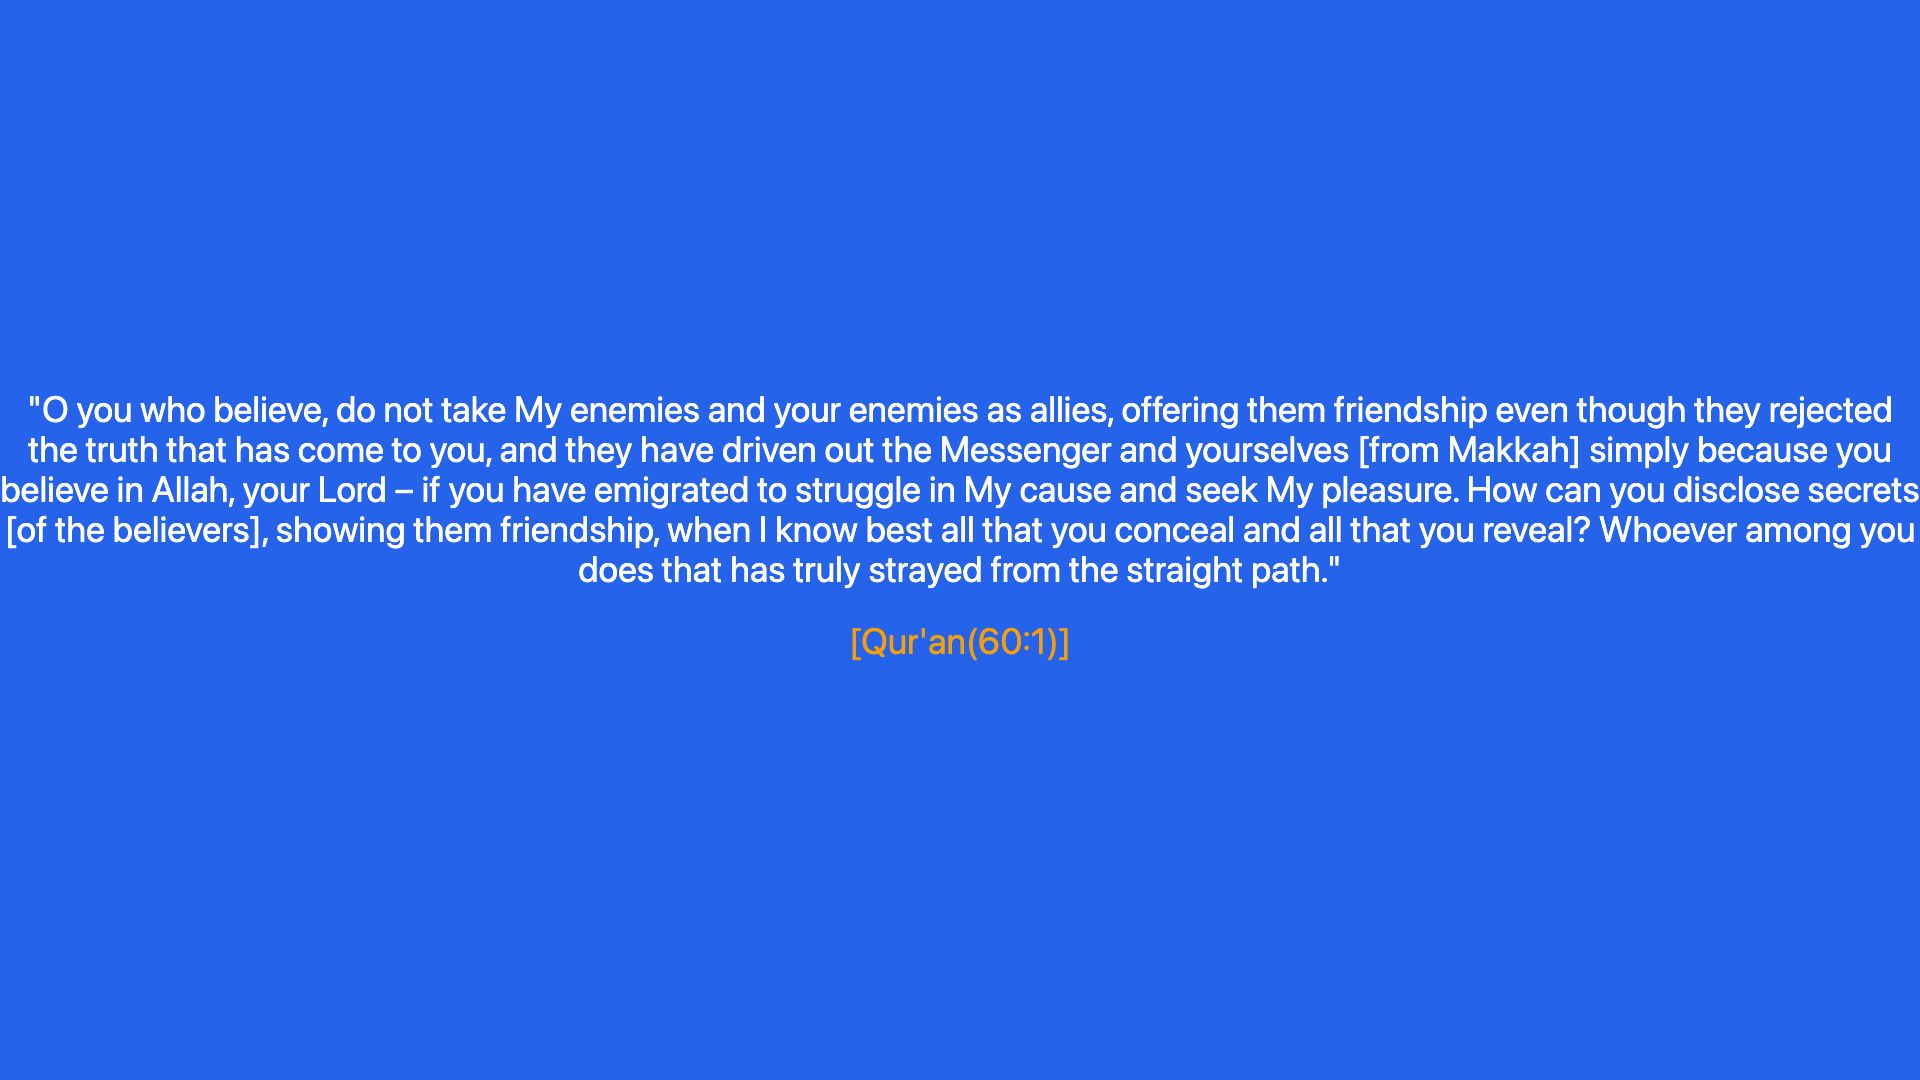 "O you who believe, do not take My enemies and your enemies as allies, offering them friendship even though they rejected
the truth that has come to you, and they have driven out the Messenger and yourselves [from Makkah] simply because you
believe in Allah, your Lord – if you have emigrated to struggle in My cause and seek My pleasure. How can you disclose secrets
[of the believers], showing them friendship, when I know best all that you conceal and all that you reveal? Whoever among you
does that has truly strayed from the straight path."
[Qur'an(60:1)]